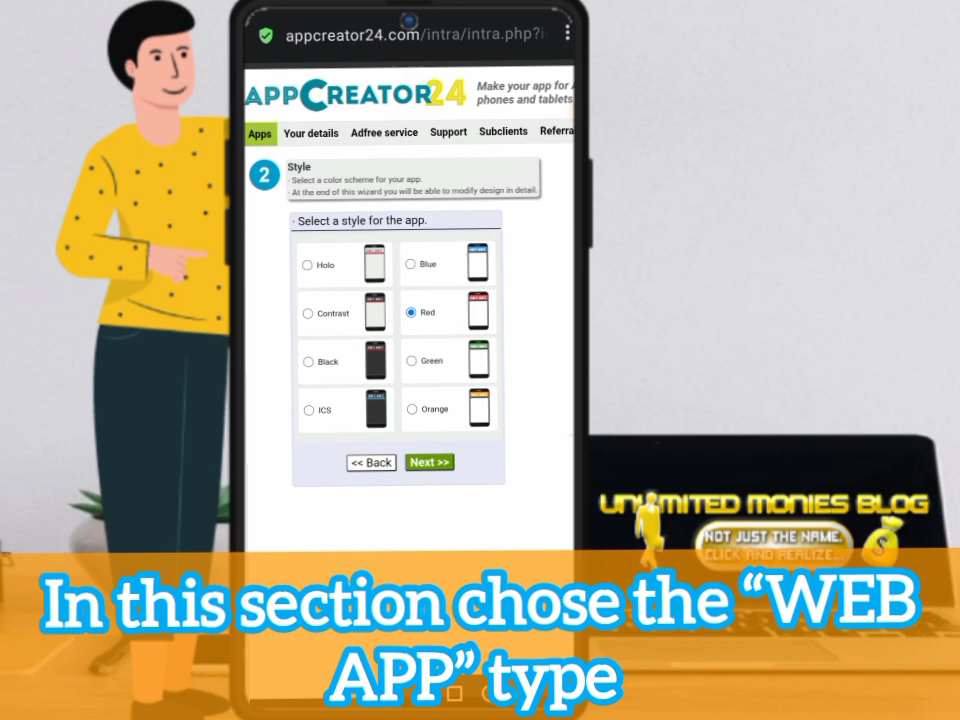 appcreator24.com/intra/intra.php?i
APPCREATOR24
Make your app for
phones and tablets
Apps Your details Adfree service Support Subclients Referra
2
Style
· Select a color scheme for your app.
· At the end of this wizard you will be able to modify design in detail.
· Select a style for the app.
Holo Blue
Contrast Red
Black Green
ICS Orange
<< Back Next >>
UNLIMITED MONIES BLOG
NOT JUST THE NAME,
CLICK AND REALIZE...
$
In this section chose the “WEB
APP” type